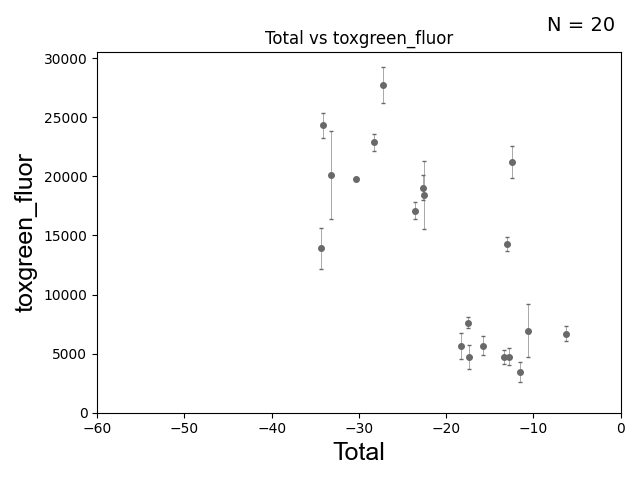 N = 20
Total vs toxgreen_fluor
30000
25000
20000
15000
10000
5000
0
toxgreen_fluor
−60 −50 −40 −30 −20 −10 0
Total